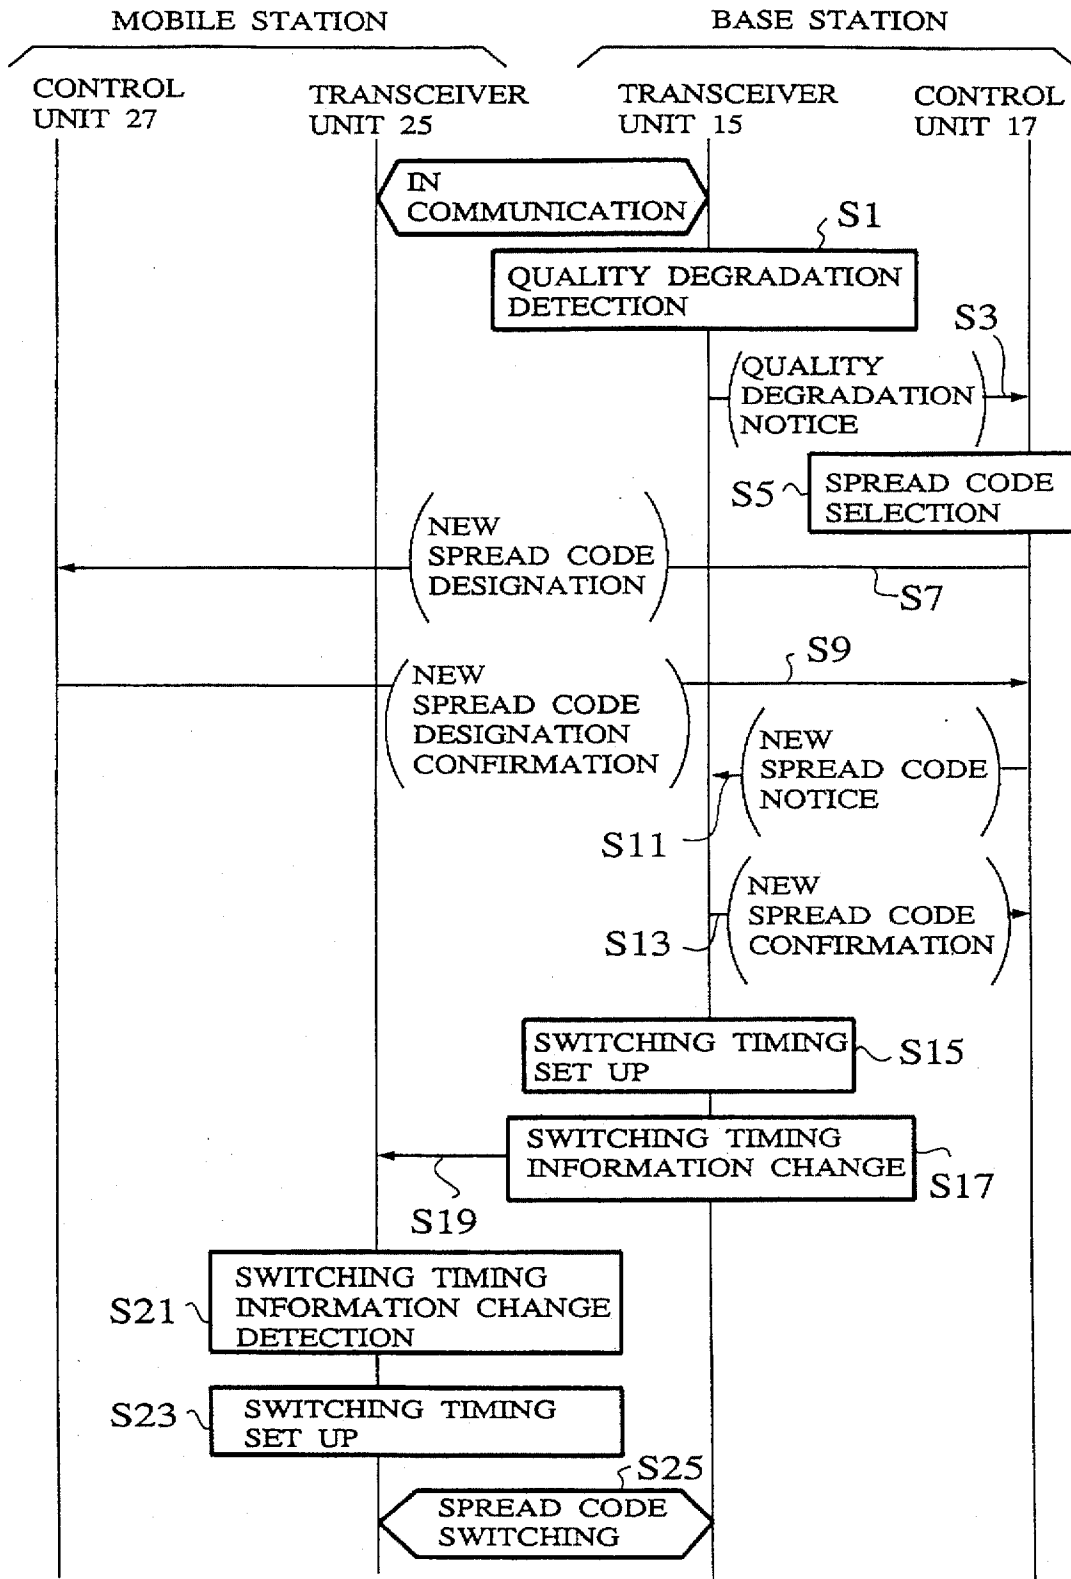 MOBILE STATION
BASE STATION
CONTROL
UNIT 27
TRANSCEIVER
UNIT 25
TRANSCEIVER
UNIT 15
CONTROL
UNIT 17
IN
COMMUNICATION
S1
QUALITY DEGRADATION
DETECTION
S3
QUALITY
DEGRADATION
NOTICE
S5
SPREAD CODE
SELECTION
NEW
SPREAD CODE
DESIGNATION
S7
S9
NEW
SPREAD CODE
DESIGNATION
CONFIRMATION
NEW
SPREAD CODE
NOTICE
S11
NEW
SPREAD CODE
CONFIRMATION
S13
SWITCHING TIMING
SET UP
S15
SWITCHING TIMING
INFORMATION CHANGE
S17
S19
SWITCHING TIMING
INFORMATION CHANGE
DETECTION
S21
SWITCHING TIMING
SET UP
S23
S25
SPREAD CODE
SWITCHING